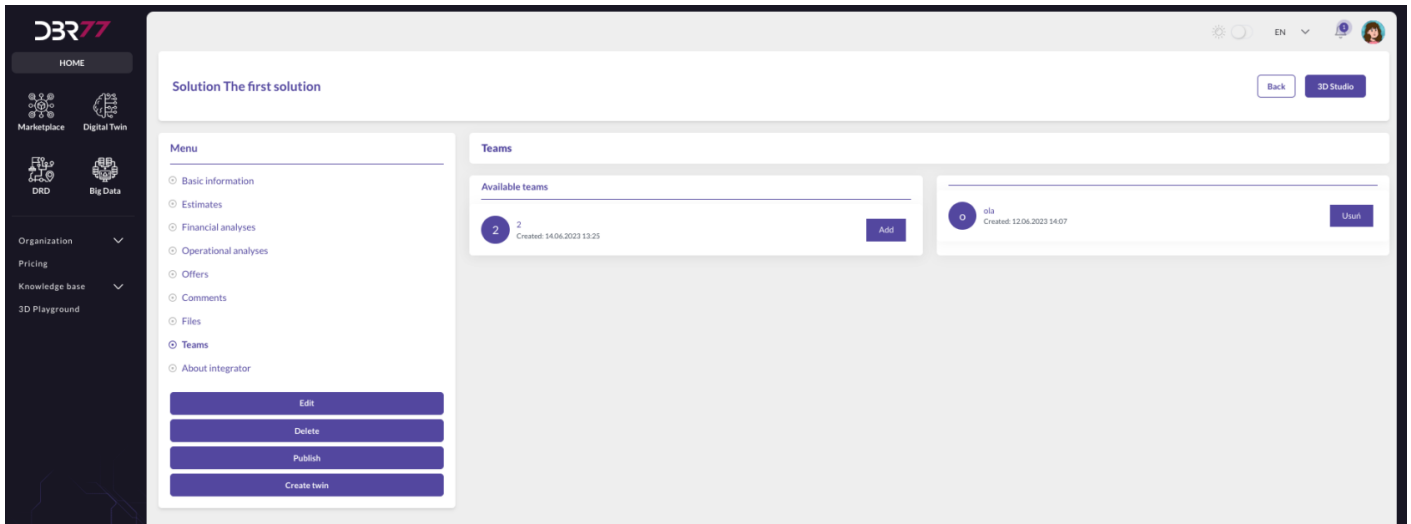 DBR77
HOME
Marketplace
Digital Twin
DRD
Big Data
Organization
Pricing
Knowledge base
3D Playground
EN
Solution The first solution
Back
3D Studio
Menu
Basic information
Estimates
Financial analyses
Operational analyses
Offers
Comments
Files
Teams
About integrator
Edit
Delete
Publish
Create twin
Teams
Available teams
2
2
Created: 14.06.2023 13:25
Add
o
ola
Created: 12.06.2023 14:07
Usuń